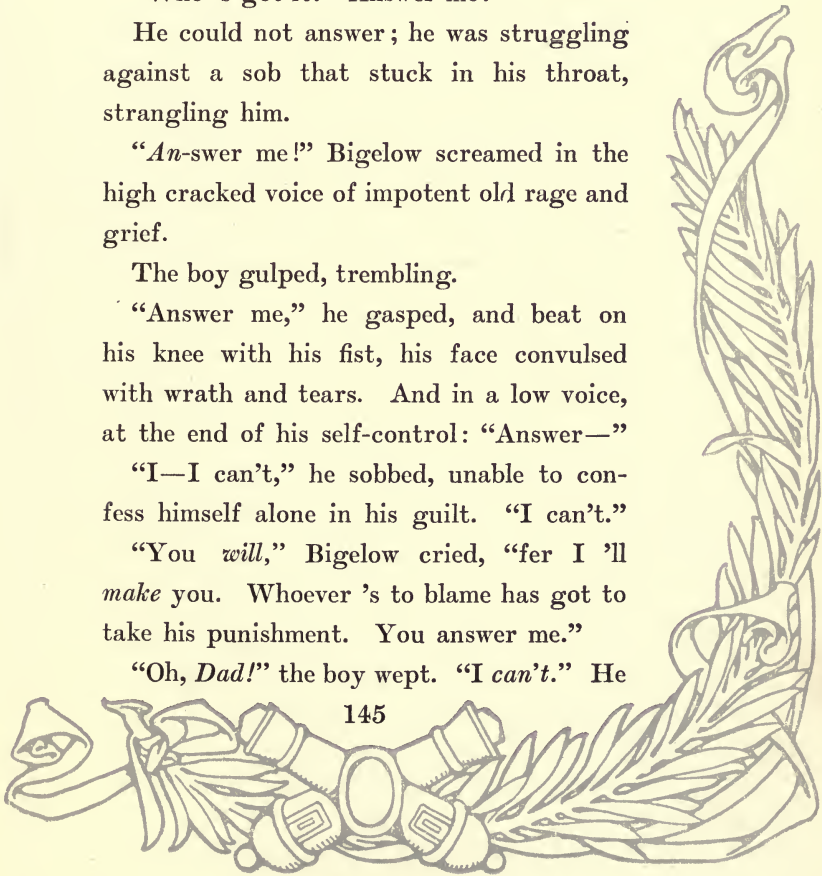 He could not answer; he was struggling
against a sob that stuck in his throat,
strangling him.
"An-swer me!" Bigelow screamed in the
high cracked voice of impotent old rage and
grief.
The boy gulped, trembling.
"Answer me," he gasped, and beat on
his knee with his fist, his face convulsed
with wrath and tears. And in a low voice,
at the end of his self-control: "Answer—"
"I—I can't," he sobbed, unable to con-
fess himself alone in his guilt. "I can't."
"You will," Bigelow cried, "fer I 'll
make you. Whoever 's to blame has got to
take his punishment. You answer me."
"Oh, Dad!" the boy wept. "I can't." He
145